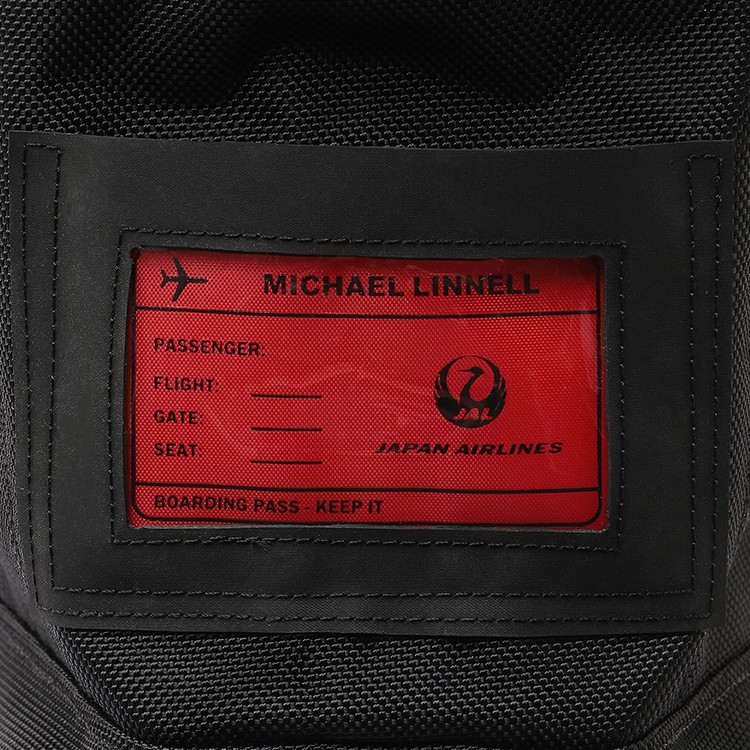 MICHAEL LINNELL
PASSENGER:
FLIGHT:
GATE:
SEAT:
JAL
JAPAN AIRLINES
BOARDING PASS - KEEP IT